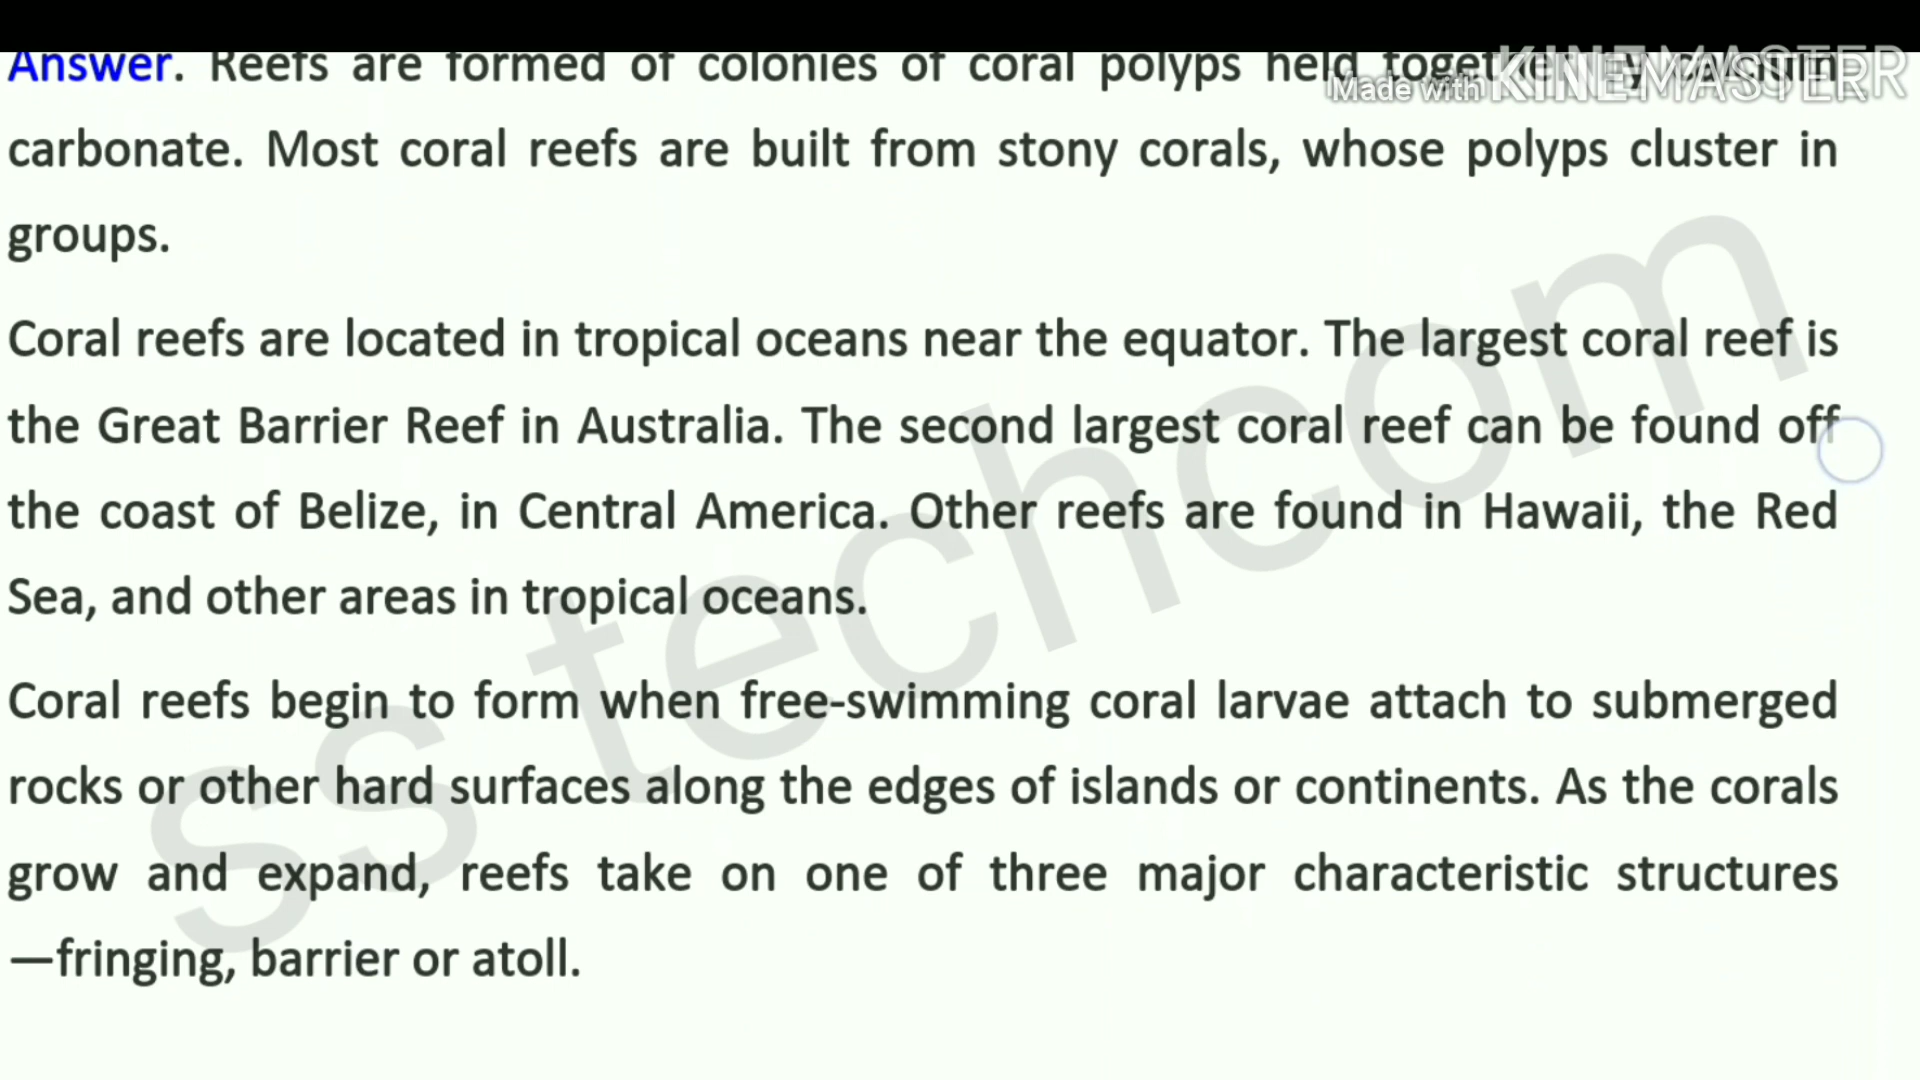 Answer. Reefs are formed of colonies of coral polyps held together by calcium
Made with KINEMASTER
carbonate. Most coral reefs are built from stony corals, whose polyps cluster in
groups.
Coral reefs are located in tropical oceans near the equator. The largest coral reef is
the Great Barrier Reef in Australia. The second largest coral reef can be found off
the coast of Belize, in Central America. Other reefs are found in Hawaii, the Red
Sea, and other areas in tropical oceans.
Coral reefs begin to form when free-swimming coral larvae attach to submerged
rocks or other hard surfaces along the edges of islands or continents. As the corals
grow and expand, reefs take on one of three major characteristic structures
—fringing, barrier or atoll.
ss techcom